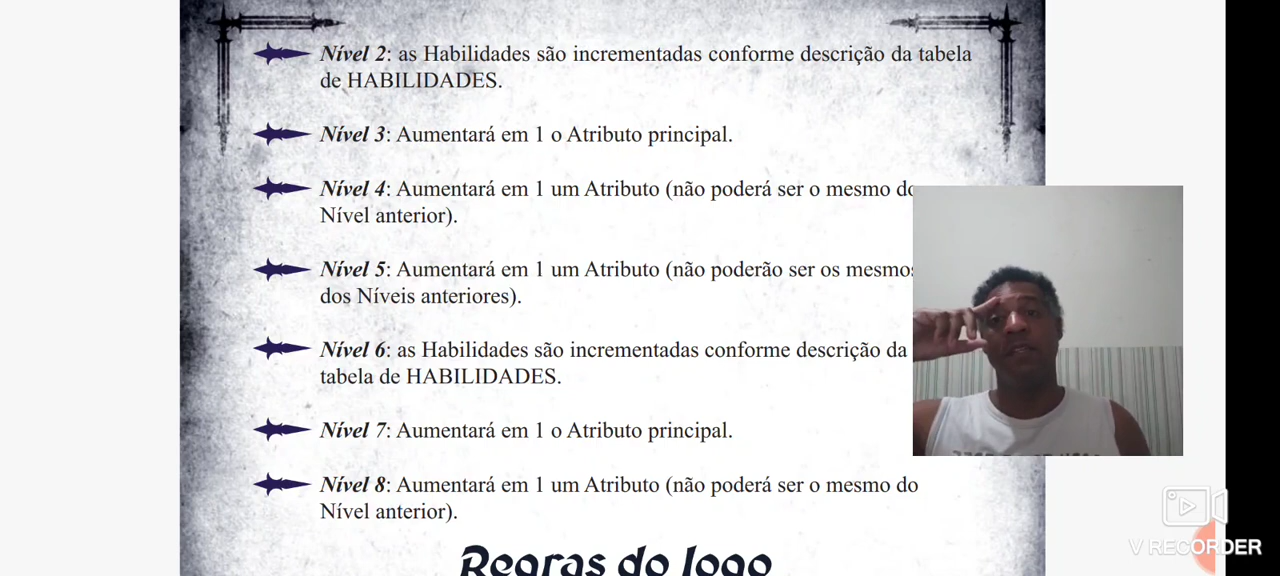 Nível 2: as Habilidades são incrementadas conforme descrição da tabela
de HABILIDADES.
Nível 3: Aumentará em 1 o Atributo principal.
Nível 4: Aumentará em 1 um Atributo (não poderá ser o mesmo do
Nível anterior).
Nível 5: Aumentará em 1 um Atributo (não poderão ser os mesmos
dos Níveis anteriores).
Nível 6: as Habilidades são incrementadas conforme descrição da
tabela de HABILIDADES.
Nível 7: Aumentará em 1 o Atributo principal.
Nível 8: Aumentará em 1 um Atributo (não poderá ser o mesmo do
Nível anterior).
V RECORDER
Regras do Jogo